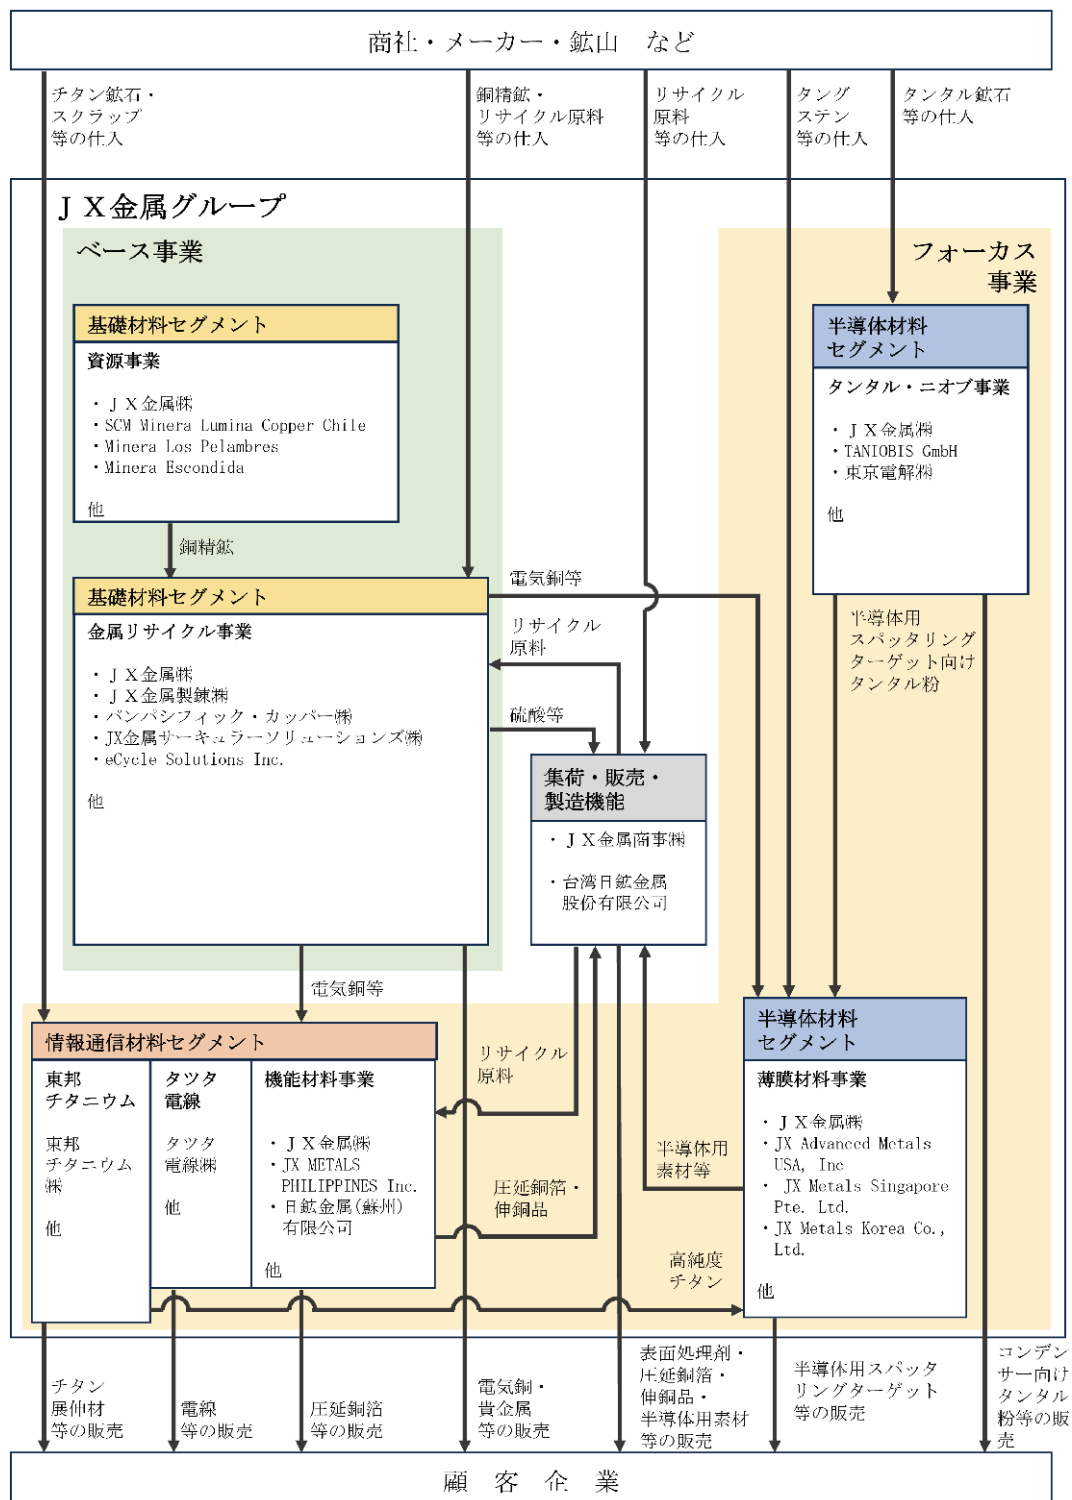 商社・メーカー・鉱山　など
チタン鉱石・
スクラップ
等の仕入
銅精鉱・
リサイクル原料
等の仕入
リサイクル
原料
等の仕入
タング
ステン
等の仕入
タンタル鉱石
等の仕入
ＪＸ金属グループ
ベース事業
フォーカス
事業
基礎材料セグメント
資源事業
・ＪＸ金属㈱
・SCM Minera Lumina Copper Chile
・Minera Los Pelambres
・Minera Escondida
他
半導体材料
セグメント
タンタル・ニオブ事業
・ＪＸ金属㈱
・TANIOBIS GmbH
・東京電解㈱
他
銅精鉱
基礎材料セグメント
金属リサイクル事業
・ＪＸ金属㈱
・ＪＸ金属製錬㈱
・パンパシフィック・カッパー㈱
・JX金属サーキュラーソリューションズ㈱
・eCycle Solutions Inc.
他
電気銅等
リサイクル
原料
硫酸等
半導体用
スパッタリング
ターゲット向け
タンタル粉
集荷・販売・
製造機能
・ＪＸ金属商事㈱
・台湾日鉱金属
股份有限公司
電気銅等
情報通信材料セグメント
東邦
チタニウム
東邦
チタニウム
㈱
他
タツタ
電線
タツタ
電線㈱
他
機能材料事業
・ＪＸ金属㈱
・JX METALS
PHILIPPINES Inc.
・日鉱金属(蘇州)
有限公司
他
リサイクル
原料
圧延銅箔・
伸銅品
半導体用
素材等
高純度
チタン
半導体材料
セグメント
薄膜材料事業
・ＪＸ金属㈱
・JX Advanced Metals
USA, Inc
・ JX Metals Singapore
Pte. Ltd.
・JX Metals Korea Co.,
Ltd.
他
チタン
展伸材
等の販売
電線
等の販売
圧延銅箔
等の販売
電気銅・
貴金属
等の販売
表面処理剤・
圧延銅箔・
伸銅品・
半導体用素材
等の販売
半導体用スパッタ
リングターゲット
等の販売
コンデン
サー向け
タンタル
粉等の販
売
顧　客　企　業